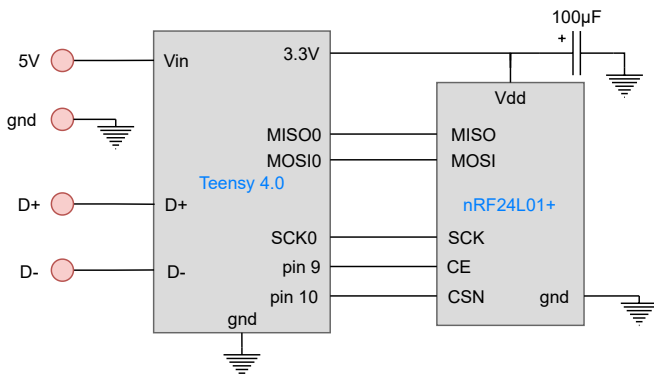 100µF
+
5V
Vin
3.3V
Vdd
gnd
MISO0
MISO
MOSI0
MOSI
Teensy 4.0
D+
D+
nRF24L01+
SCK0
SCK
D-
D-
pin 9
CE
pin 10
CSN
gnd
gnd